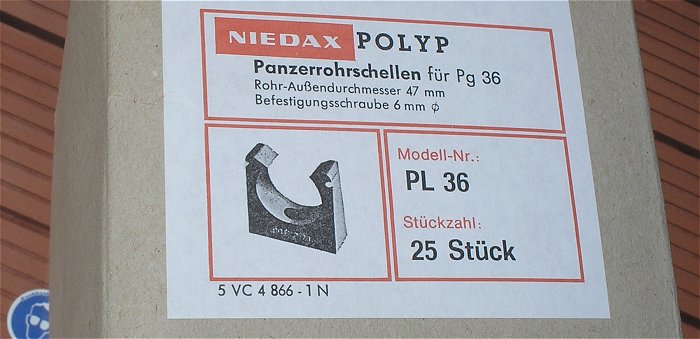 NIEDAX POLYP
Panzerrohrschellen für Pg 36
Rohr-Außendurchmesser 47 mm
Befestigungsschraube 6 mm ϕ
Modell-Nr.:
PL 36
Stückzahl:
25 Stück
5 VC 4 866 - 1 N